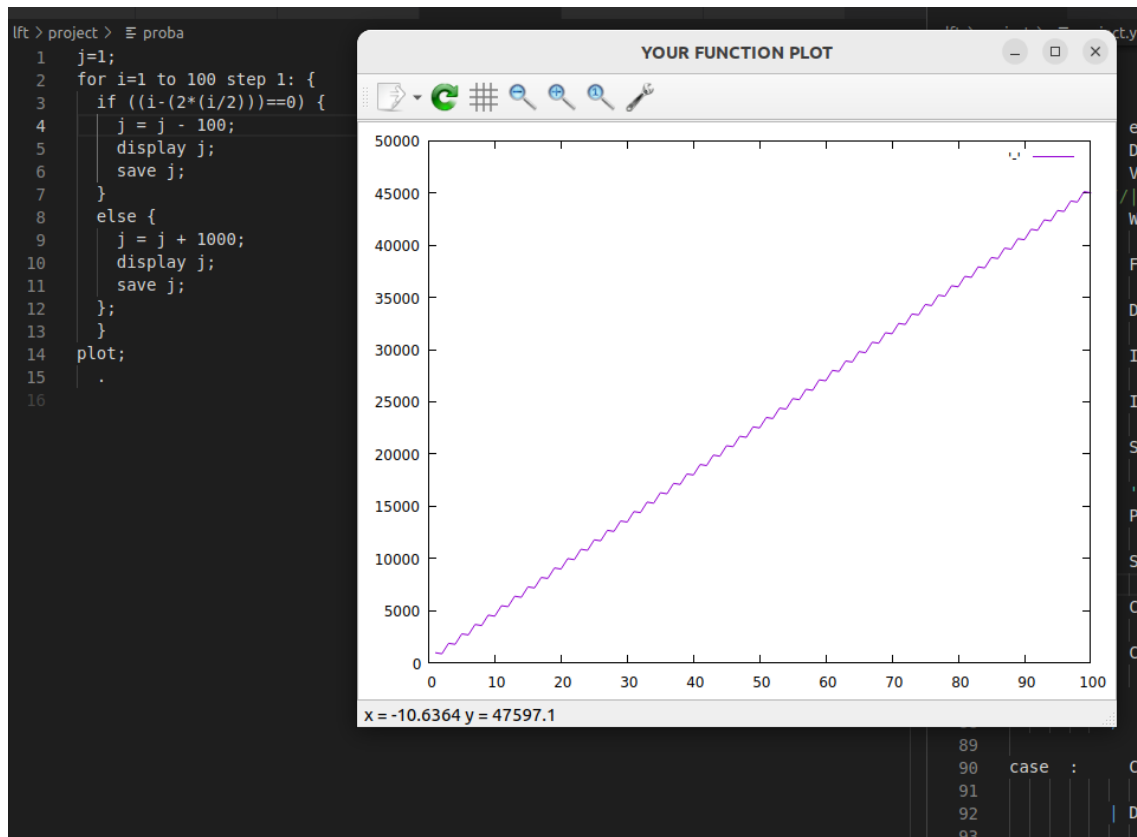 lft > project > proba
1 j=1;
2 for i=1 to 100 step 1: {
3 if ((i-(2*(i/2)))==0) {
4 j = j - 100;
5 display j;
6 save j;
7 }
8 else {
9 j = j + 1000;
10 display j;
11 save j;
12 };
13 }
14 plot;
15 .
16
YOUR FUNCTION PLOT
'-'
50000
45000
40000
35000
30000
25000
20000
15000
10000
5000
0
0 10 20 30 40 50 60 70 80 90 100
x = -10.6364 y = 47597.1
ct.y
e
D
V
/|
W
F
D
I
I
S
'
P
S
C
C
89
90 case : C
91
92 | D
93